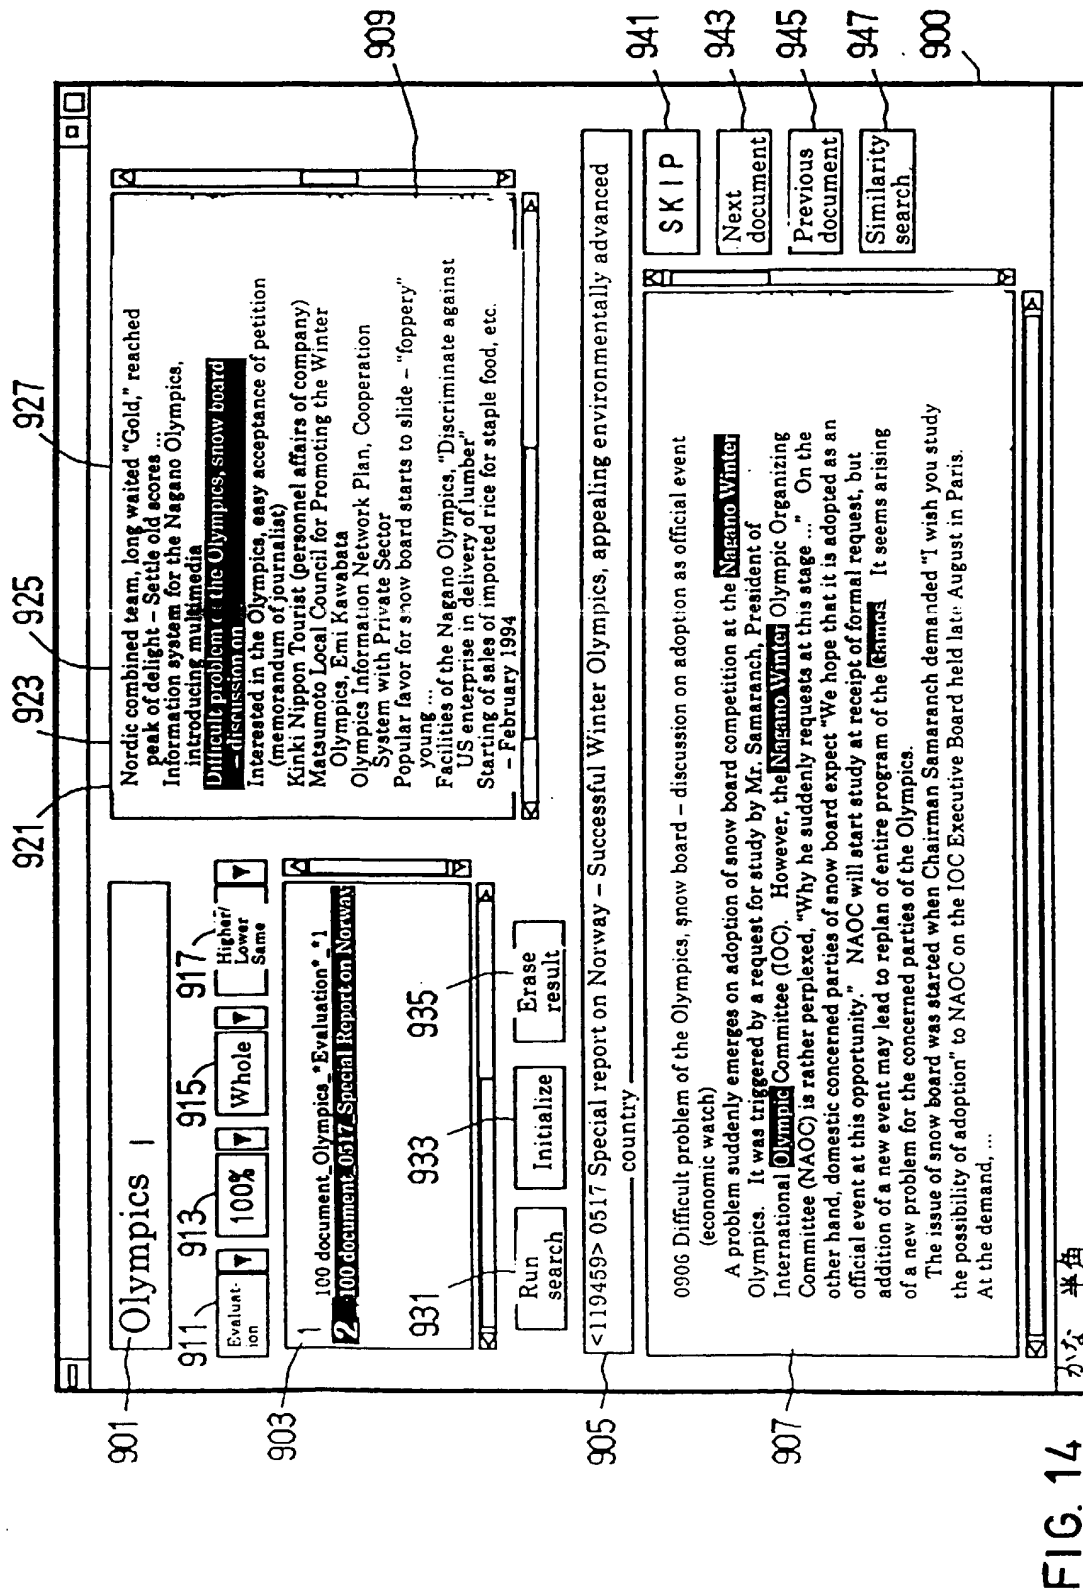 901
Olympics
911
Evaluat-
ion
913
100%
915
Whole
917
Higher/
Lower
Same
903
1 100 document_Olympics_*Evaluation*_*1
2 100 document_0517_Special Report on Norway
931
Run
search
933
Initialize
935
Erase
result
921
923
925
927
909
Nordic combined team, long waited "Gold," reached
peak of delight – Settle old scores ...
Information system for the Nagano Olympics,
introducing multimedia
Difficult problem of the Olympics, snow board
– discussion on ...
Interested in the Olympics, easy acceptance of petition
(memorandum of journalist)
Kinki Nippon Tourist (personnel affairs of company)
Matsumoto Local Council for Promoting the Winter
Olympics, Emi Kawabata
Olympics Information Network Plan, Cooperation
System with Private Sector
Popular favor for snow board starts to slide – "foppery"
young ...
Facilities of the Nagano Olympics, "Discriminate against
US enterprise in delivery of lumber"
Starting of sales of imported rice for staple food, etc.
– February 1994
905
<119459> 0517 Special report on Norway – Successful Winter Olympics, appealing environmentally advanced
country
907
0906 Difficult problem of the Olympics, snow board – discussion on adoption as official event
(economic watch)
A problem suddenly emerges on adoption of snow board competition at the Nagano Winter
Olympics. It was triggered by a request for study by Mr. Samaranch, President of
International Olympic Committee (IOC). However, the Nagano Winter Olympic Organizing
Committee (NAOC) is rather perplexed, "Why he suddenly requests at this stage ..." On the
other hand, domestic concerned parties of snow board expect "We hope that it is adopted as an
official event at this opportunity." NAOC will start study at receipt of formal request, but
addition of a new event may lead to replan of entire program of the Games It seems arising
of a new problem for the concerned parties of the Olympics.
The issue of snow board was started when Chairman Samaranch demanded "I wish you study
the possibility of adoption" to NAOC on the IOC Executive Board held late August in Paris.
At the demand, ...
SKIP
941
Next
document
943
Previous
document
945
Similarity
search
947
900
かな 半角
FIG. 14